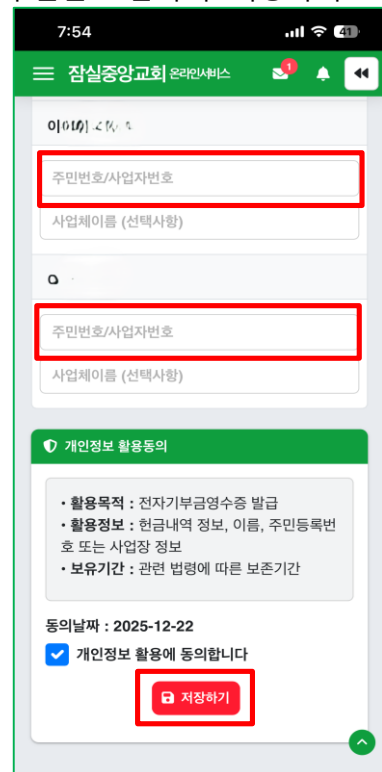 7:54
41
잠실중앙교회 온라인서비스
1
주민번호/사업자번호
사업체이름 (선택사항)
주민번호/사업자번호
사업체이름 (선택사항)
개인정보 활용동의
• 활용목적 : 전자기부금영수증 발급
• 활용정보 : 헌금내역 정보, 이름, 주민등록번
호 또는 사업장 정보
• 보유기간 : 관련 법령에 따른 보존기간
동의날짜 : 2025-12-22
개인정보 활용에 동의합니다
저장하기